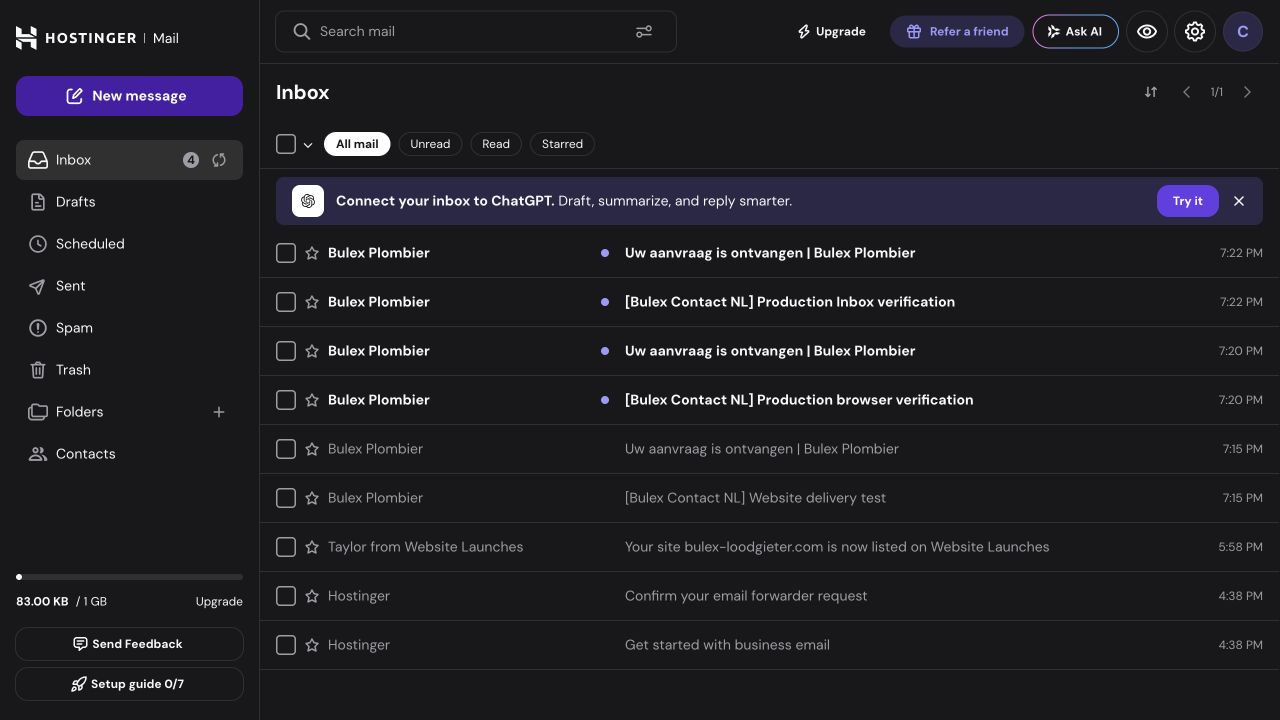 HOSTINGER | Mail
Search mail
Upgrade
Refer a friend
Ask AI
C
New message
Inbox 4
Drafts
Scheduled
Sent
Spam
Trash
Folders
Contacts
83.00 KB / 1 GB Upgrade
Send Feedback
Setup guide 0/7
Inbox
1/1
All mail Unread Read Starred
Connect your inbox to ChatGPT. Draft, summarize, and reply smarter. Try it
Bulex Plombier Uw aanvraag is ontvangen | Bulex Plombier 7:22 PM
Bulex Plombier [Bulex Contact NL] Production Inbox verification 7:22 PM
Bulex Plombier Uw aanvraag is ontvangen | Bulex Plombier 7:20 PM
Bulex Plombier [Bulex Contact NL] Production browser verification 7:20 PM
Bulex Plombier Uw aanvraag is ontvangen | Bulex Plombier 7:15 PM
Bulex Plombier [Bulex Contact NL] Website delivery test 7:15 PM
Taylor from Website Launches Your site bulex-loodgieter.com is now listed on Website Launches 5:58 PM
Hostinger Confirm your email forwarder request 4:38 PM
Hostinger Get started with business email 4:38 PM